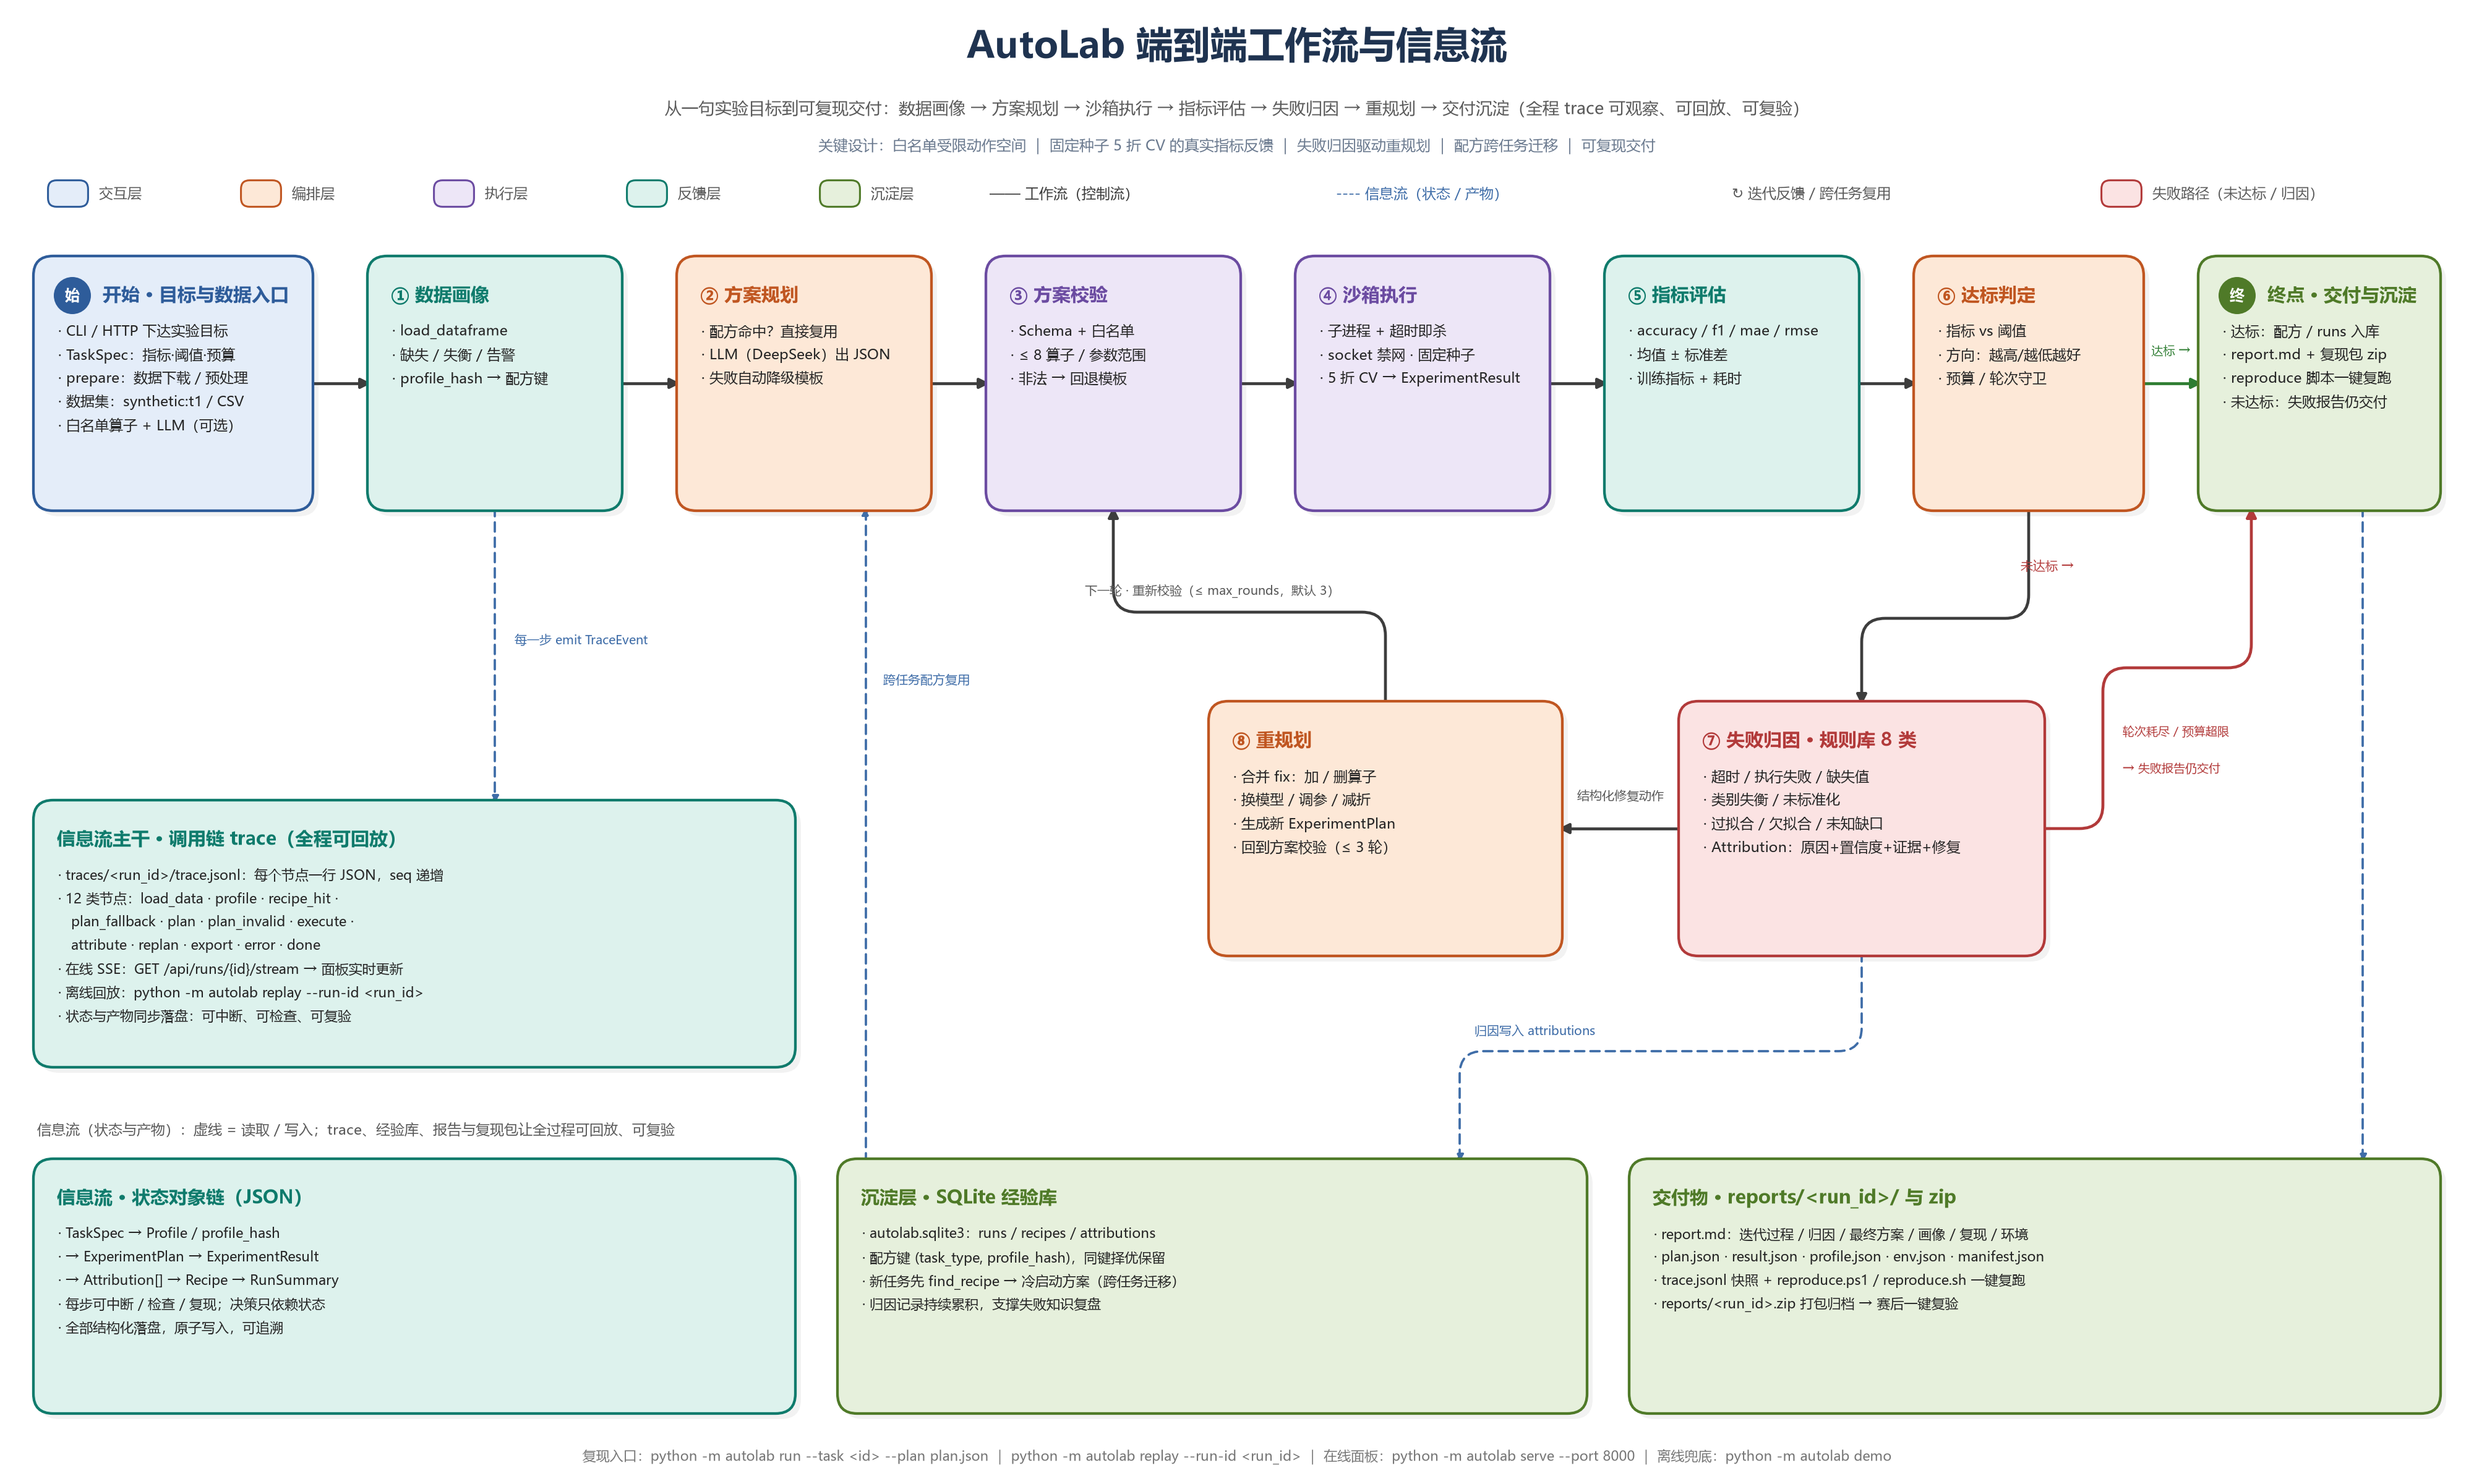 AutoLab 端到端工作流与信息流
从一句实验目标到可复现交付：数据画像 → 方案规划 → 沙箱执行 → 指标评估 → 失败归因 → 重规划 → 交付沉淀（全程 trace 可观察、可回放、可复验）
关键设计：白名单受限动作空间 | 固定种子 5 折 CV 的真实指标反馈 | 失败归因驱动重规划 | 配方跨任务迁移 | 可复现交付
交互层
编排层
执行层
反馈层
沉淀层
—— 工作流（控制流）
---- 信息流（状态 / 产物）
↻ 迭代反馈 / 跨任务复用
失败路径（未达标 / 归因）
始 开始 • 目标与数据入口
· CLI / HTTP 下达实验目标
· TaskSpec：指标·阈值·预算
· prepare：数据下载 / 预处理
· 数据集：synthetic:t1 / CSV
· 白名单算子 + LLM（可选）
① 数据画像
· load_dataframe
· 缺失 / 失衡 / 告警
· profile_hash → 配方键
② 方案规划
· 配方命中？直接复用
· LLM（DeepSeek）出 JSON
· 失败自动降级模板
③ 方案校验
· Schema + 白名单
· ≤ 8 算子 / 参数范围
· 非法 → 回退模板
④ 沙箱执行
· 子进程 + 超时即杀
· socket 禁网 · 固定种子
· 5 折 CV → ExperimentResult
⑤ 指标评估
· accuracy / f1 / mae / rmse
· 均值 ± 标准差
· 训练指标 + 耗时
⑥ 达标判定
· 指标 vs 阈值
· 方向：越高/越低越好
· 预算 / 轮次守卫
达标 →
终 终点 • 交付与沉淀
· 达标：配方 / runs 入库
· report.md + 复现包 zip
· reproduce 脚本一键复跑
· 未达标：失败报告仍交付
未达标 →
下一轮 · 重新校验（≤ max_rounds，默认 3）
每一步 emit TraceEvent
跨任务配方复用
⑧ 重规划
· 合并 fix：加 / 删算子
· 换模型 / 调参 / 减折
· 生成新 ExperimentPlan
· 回到方案校验（≤ 3 轮）
结构化修复动作
⑦ 失败归因 • 规则库 8 类
· 超时 / 执行失败 / 缺失值
· 类别失衡 / 未标准化
· 过拟合 / 欠拟合 / 未知缺口
· Attribution：原因+置信度+证据+修复
轮次耗尽 / 预算超限
→ 失败报告仍交付
信息流主干 • 调用链 trace（全程可回放）
· traces/<run_id>/trace.jsonl：每个节点一行 JSON，seq 递增
· 12 类节点：load_data · profile · recipe_hit ·
plan_fallback · plan · plan_invalid · execute ·
attribute · replan · export · error · done
· 在线 SSE：GET /api/runs/{id}/stream → 面板实时更新
· 离线回放：python -m autolab replay --run-id <run_id>
· 状态与产物同步落盘：可中断、可检查、可复验
归因写入 attributions
信息流（状态与产物）：虚线 = 读取 / 写入；trace、经验库、报告与复现包让全过程可回放、可复验
信息流 • 状态对象链（JSON）
· TaskSpec → Profile / profile_hash
· → ExperimentPlan → ExperimentResult
· → Attribution[] → Recipe → RunSummary
· 每步可中断 / 检查 / 复现；决策只依赖状态
· 全部结构化落盘，原子写入，可追溯
沉淀层 • SQLite 经验库
· autolab.sqlite3：runs / recipes / attributions
· 配方键 (task_type, profile_hash)，同键择优保留
· 新任务先 find_recipe → 冷启动方案（跨任务迁移）
· 归因记录持续累积，支撑失败知识复盘
交付物 • reports/<run_id>/ 与 zip
· report.md：迭代过程 / 归因 / 最终方案 / 画像 / 复现 / 环境
· plan.json · result.json · profile.json · env.json · manifest.json
· trace.jsonl 快照 + reproduce.ps1 / reproduce.sh 一键复跑
· reports/<run_id>.zip 打包归档 → 赛后一键复验
复现入口：python -m autolab run --task <id> --plan plan.json | python -m autolab replay --run-id <run_id> | 在线面板：python -m autolab serve --port 8000 | 离线兜底：python -m autolab demo